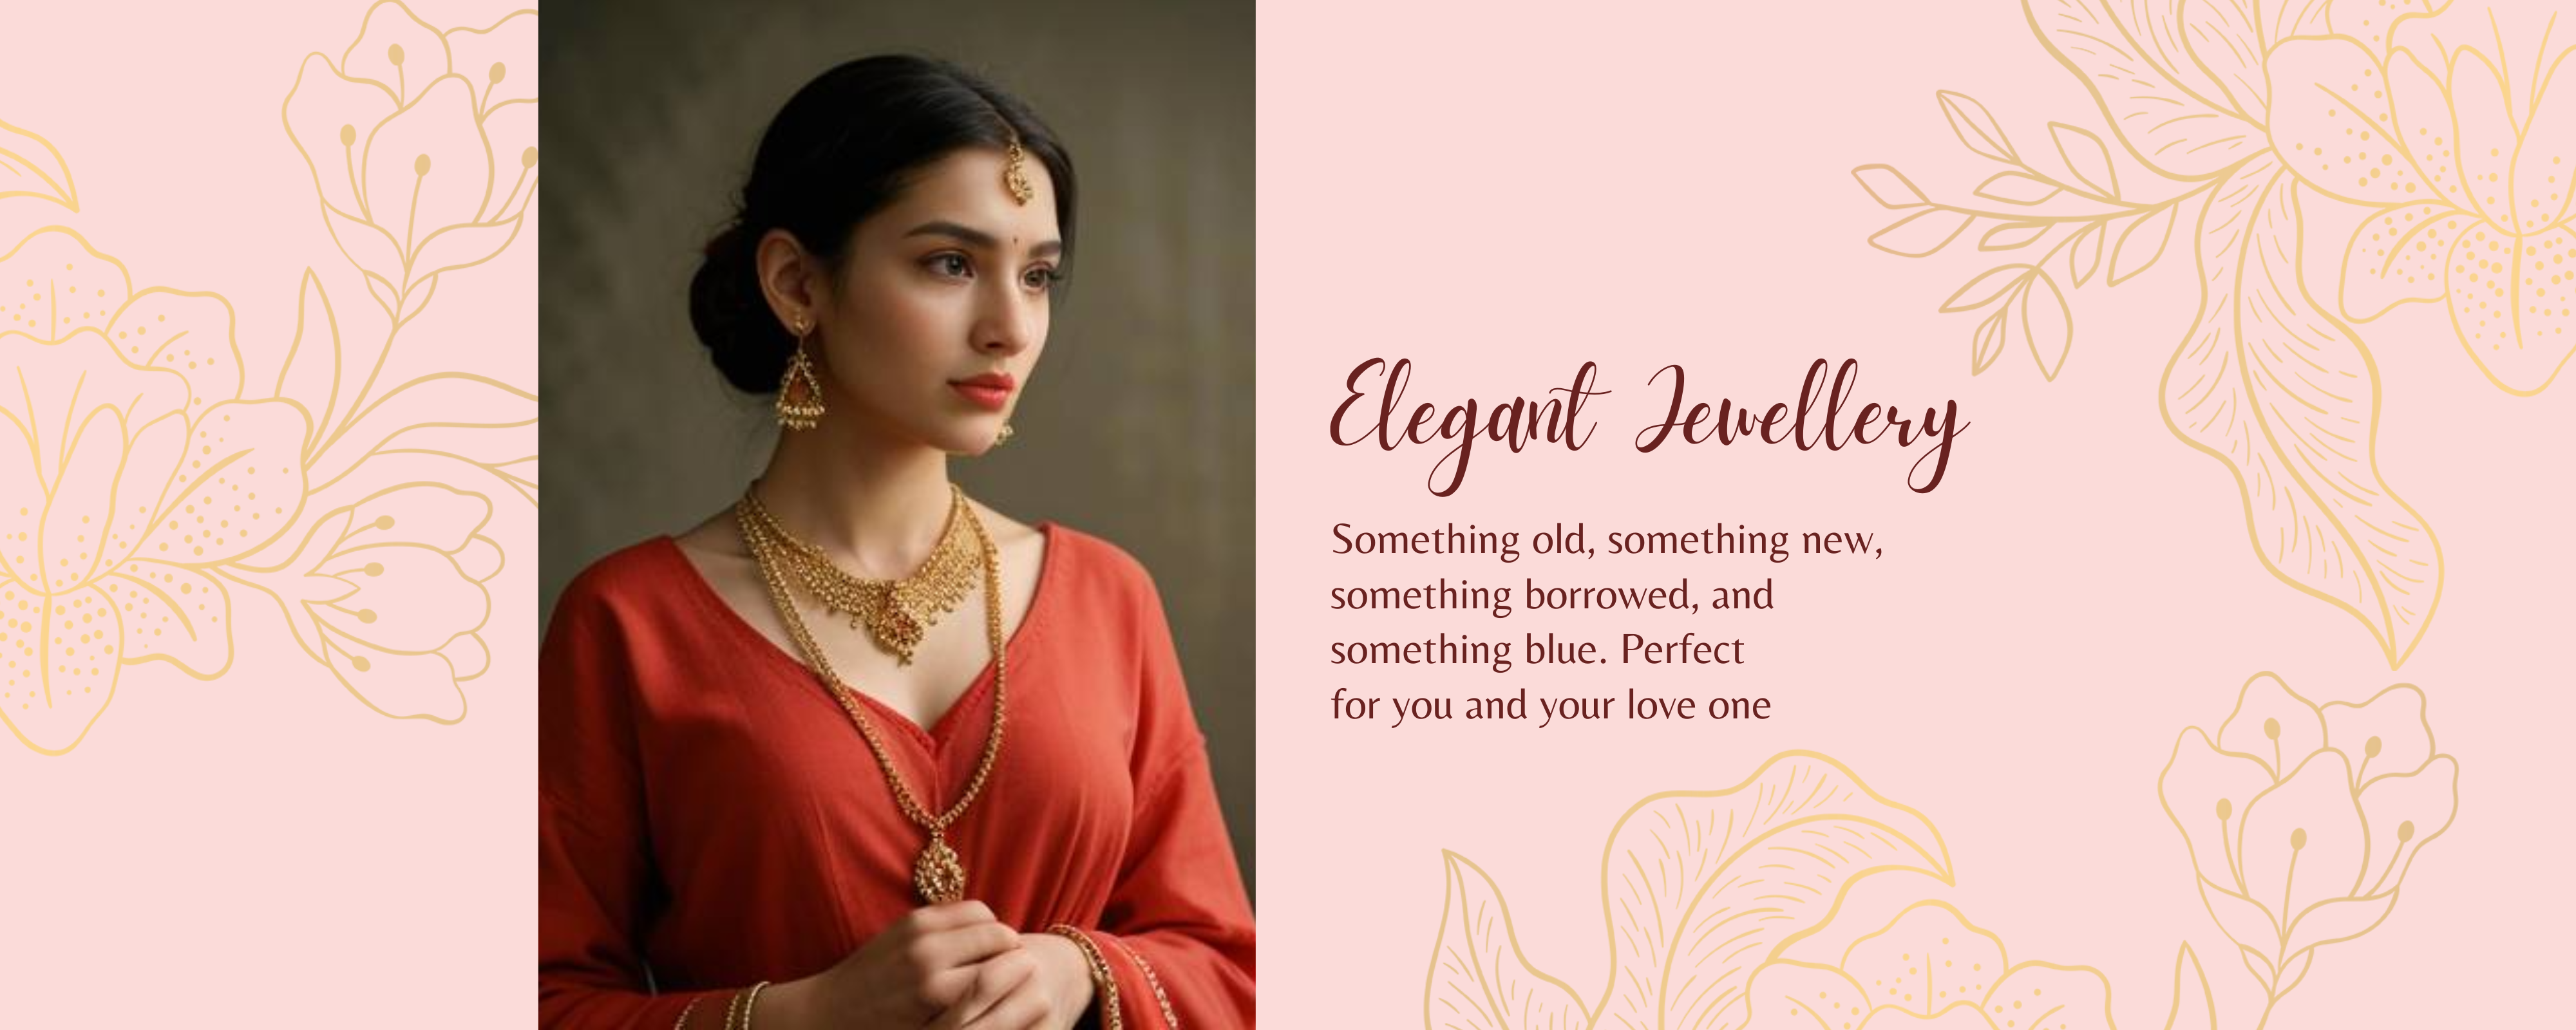 Elegant Jewellery
Something old, something new,
something borrowed, and
something blue. Perfect
for you and your love one